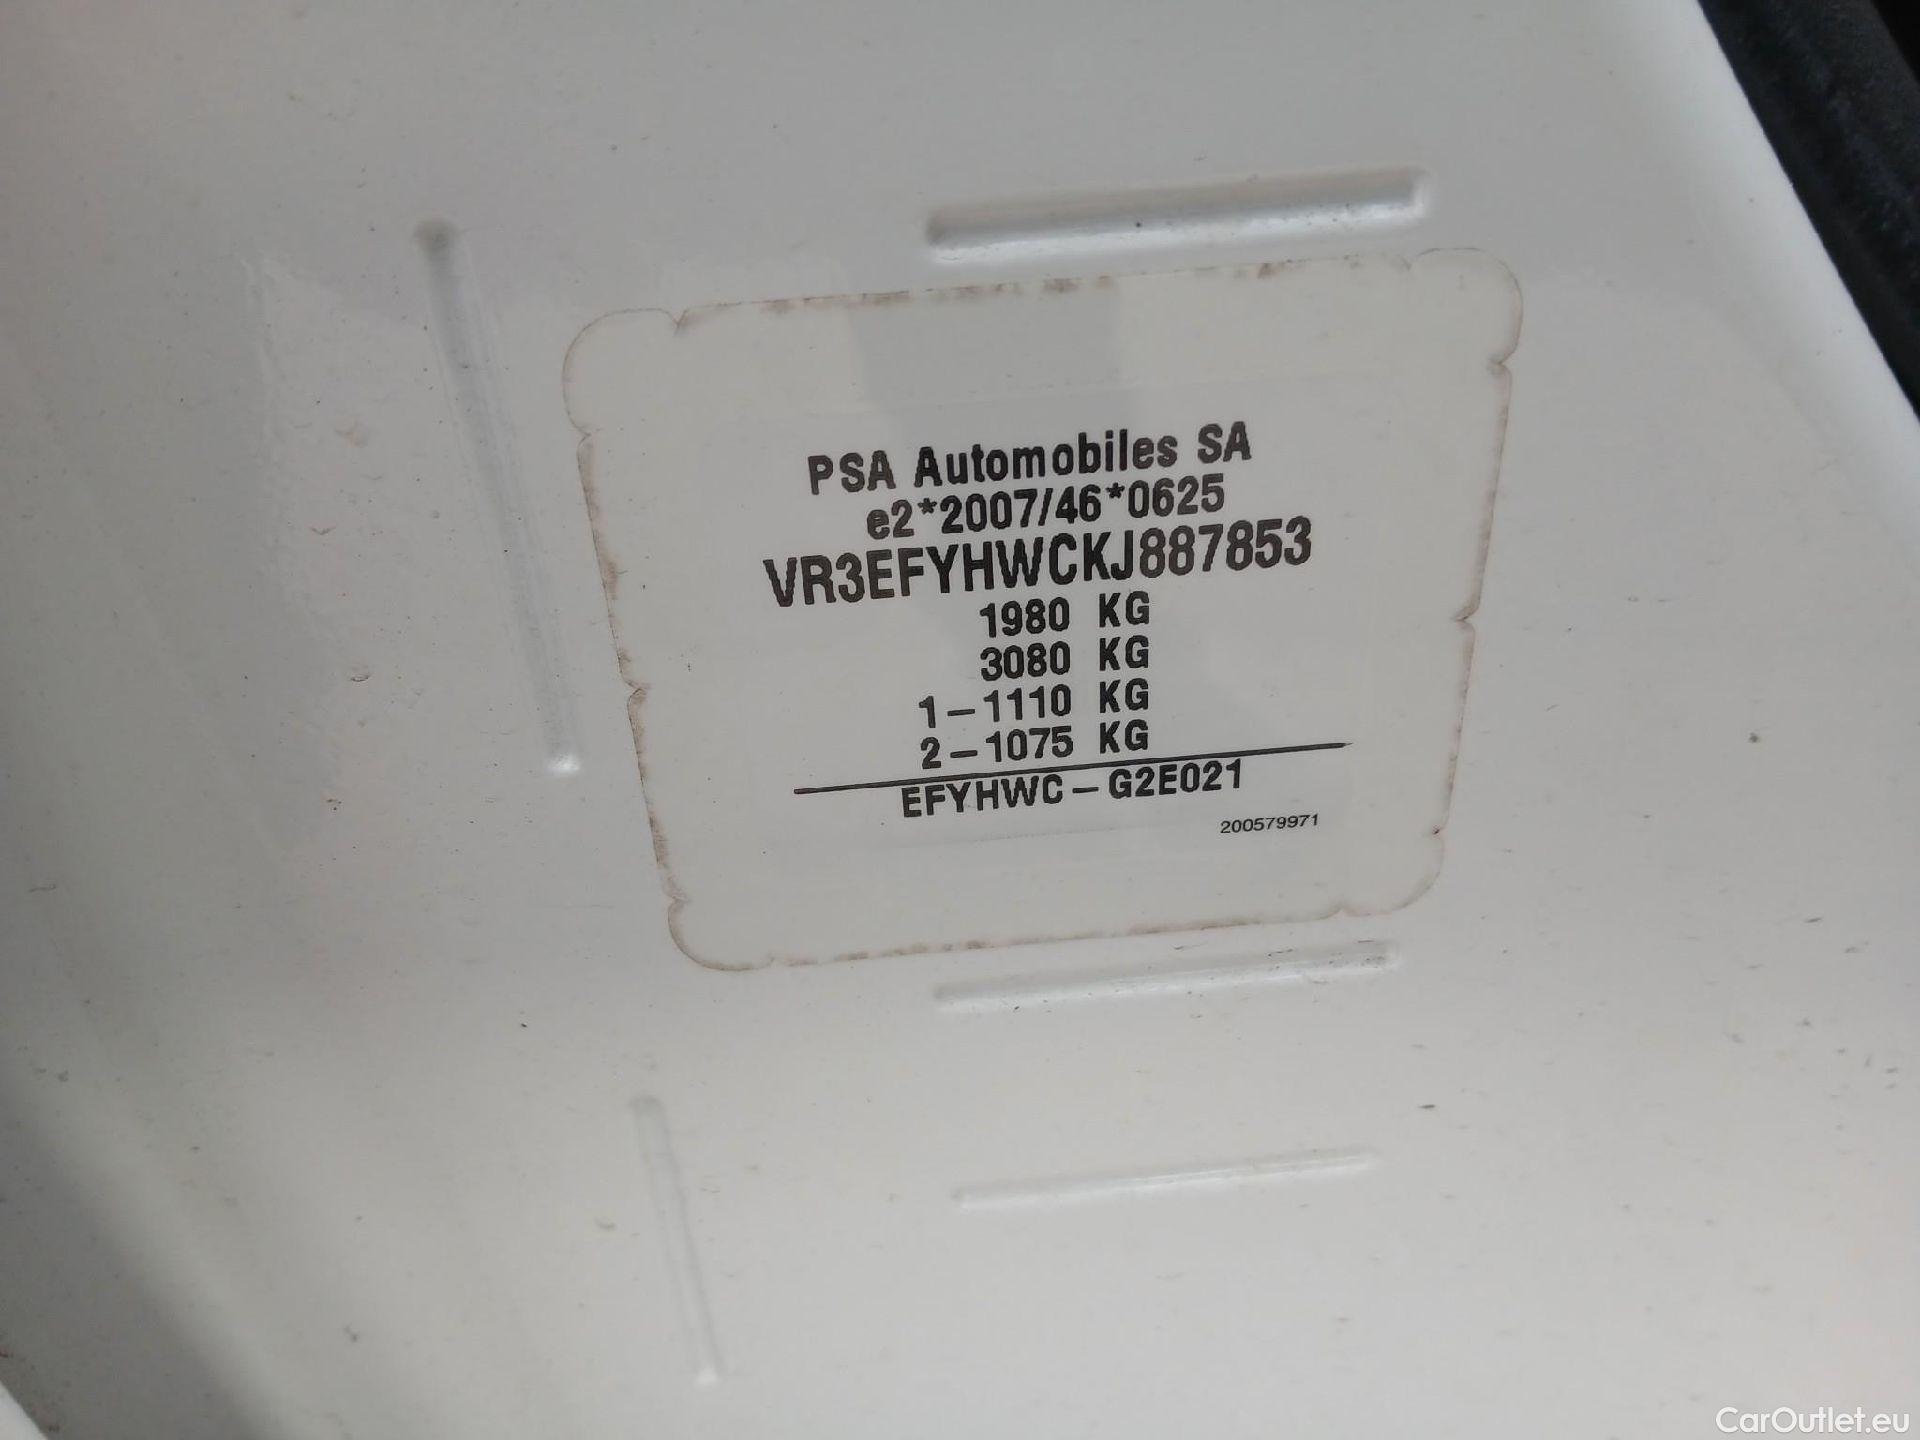 PSA Automobiles SA
e2*2007/46*0625
VR3EFYHWCKJ887853
1980 KG
3080 KG
1-1110 KG
2-1075 KG
EFYHWC-G2E021
200579971
CarOutlet.eu